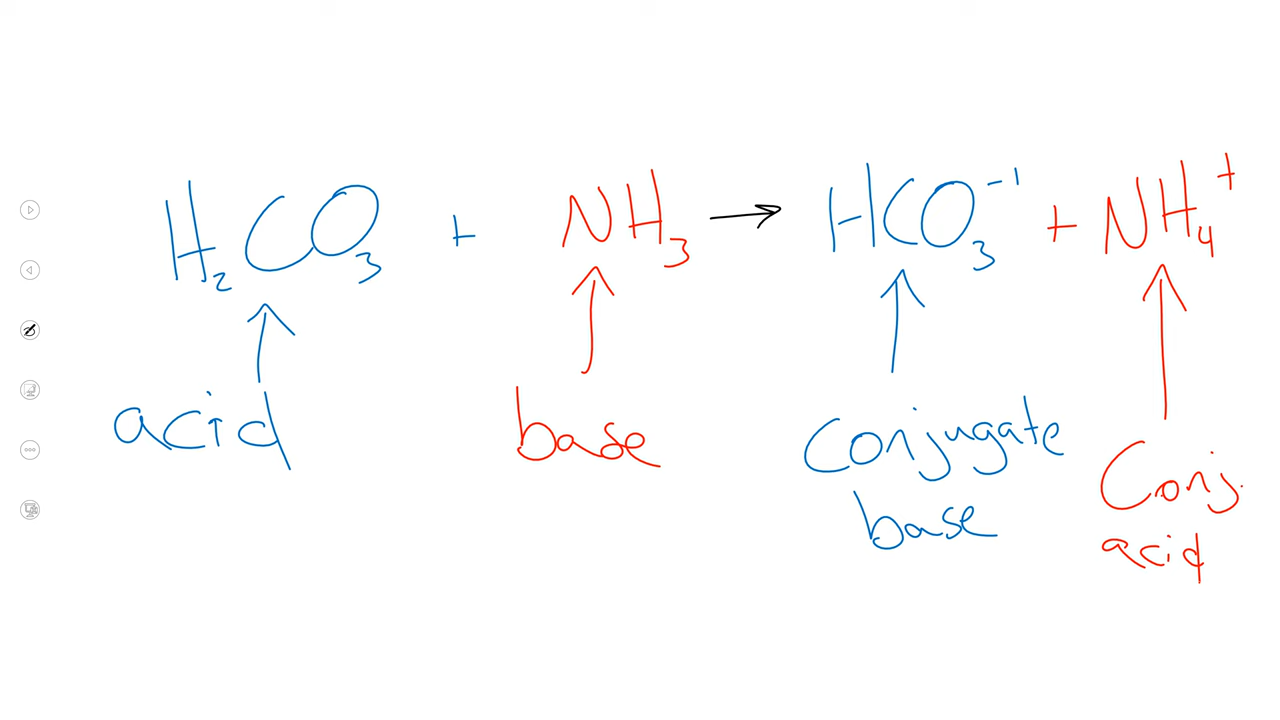 H₂CO₃ + NH₃ → HCO₃⁻¹ + NH₄⁺
acid base conjugate Conj.
base acid